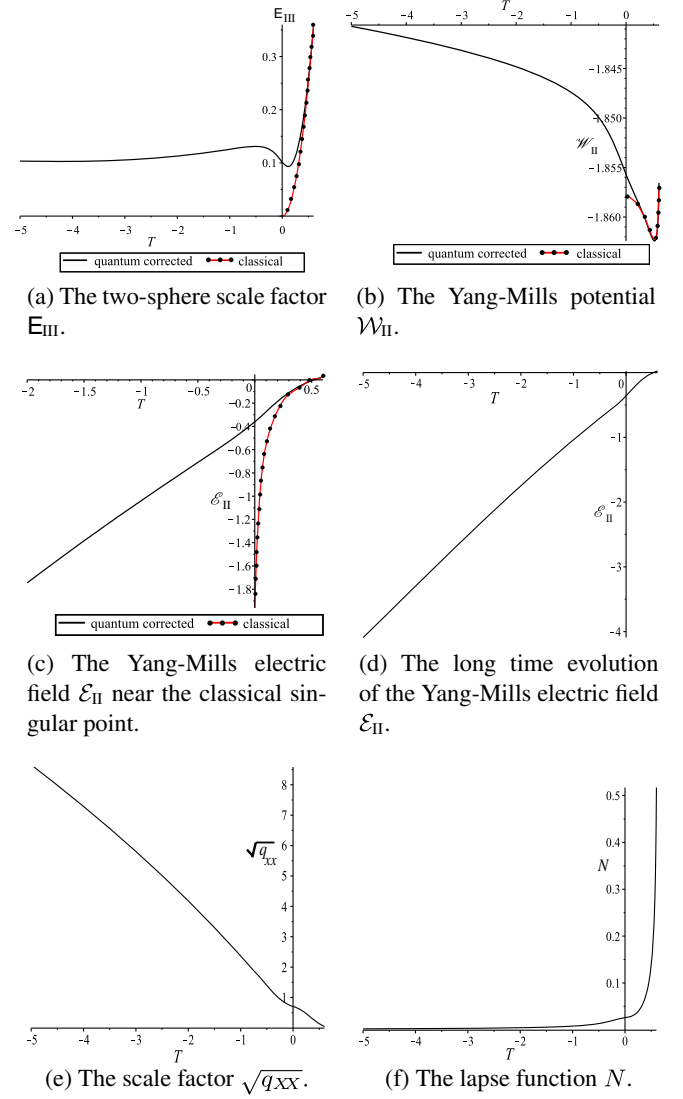 E_III
0.3
0.2
0.1
-5 -4 -3 -2 -1 0
T
quantum corrected classical
(a) The two-sphere scale factor
E_III.
T
-5 -4 -3 -2 -1 0
-1.845
-1.850
𝒲_II
-1.855
-1.860
quantum corrected classical
(b) The Yang-Mills potential
𝒲_II.
-2 -1.5 -1 -0.5 0 0.5
T
-0.2
-0.4
-0.6
-0.8
ℰ_II -1
-1.2
-1.4
-1.6
-1.8
quantum corrected classical
(c) The Yang-Mills electric
field ℰ_II near the classical sin-
gular point.
-5 -4 -3 -2 -1 0
T
-1
-2
ℰ_II
-3
-4
(d) The long time evolution
of the Yang-Mills electric field
ℰ_II.
8
7
6
√q_xx
5
4
3
2
1
-5 -4 -3 -2 -1 0
T
(e) The scale factor √q_XX.
0.5
0.4
N
0.3
0.2
0.1
-5 -4 -3 -2 -1 0
T
(f) The lapse function N.